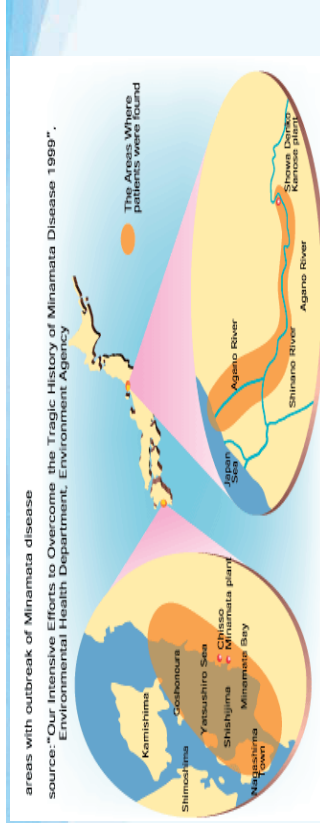 areas with outbreak of Minamata disease
source:"Our Intensive Efforts to Overcome the Tragic History of Minamata Disease 1999".
Environmental Health Department, Environment Agency
The Areas Where
patients were found
Kamishima
Goshonoura
Shimoshima
Yatsushiro Sea
Shishijima
Chisso
Minamata plant
Minamata Bay
Nagashima
Town
Japan
Sea
Agano River
Shinano River
Agano River
Showa Denko
Kanose plant